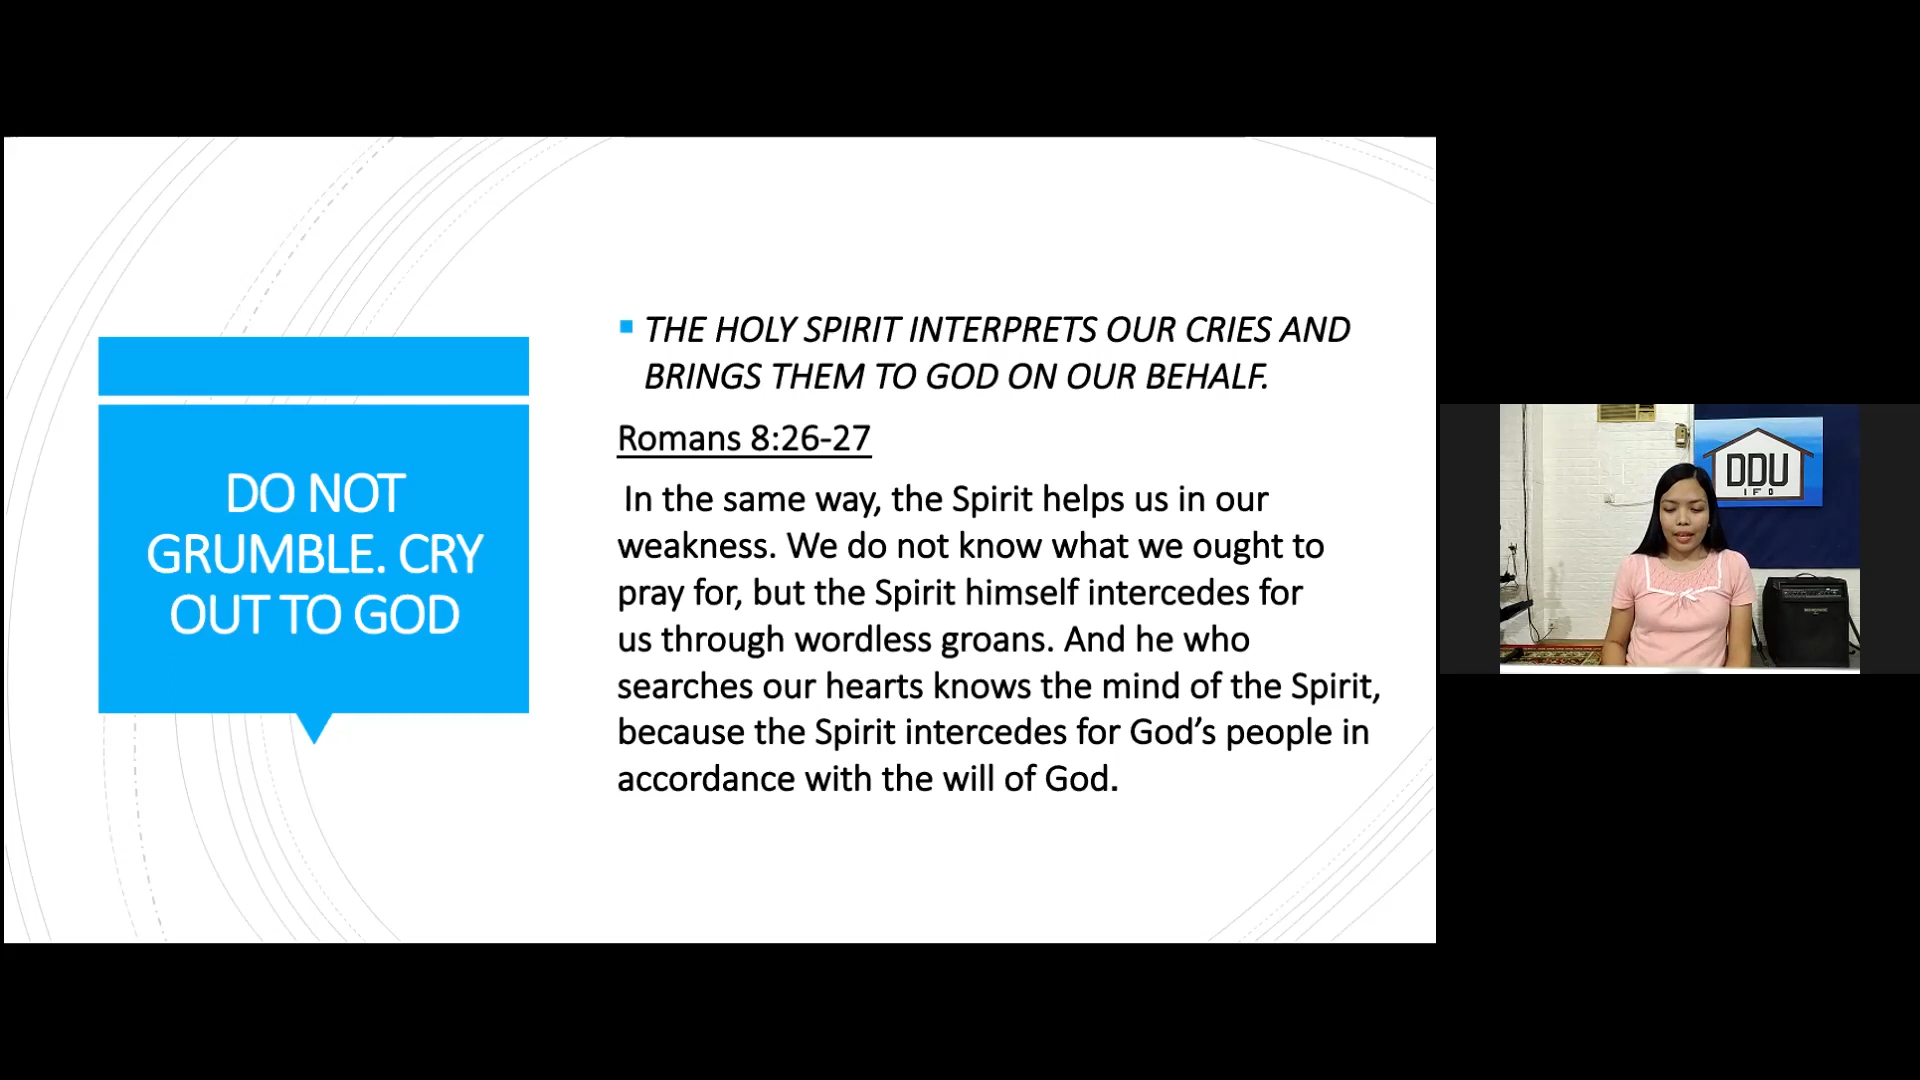 DO NOT
GRUMBLE. CRY
OUT TO GOD
▪ THE HOLY SPIRIT INTERPRETS OUR CRIES AND
BRINGS THEM TO GOD ON OUR BEHALF.
Romans 8:26-27
In the same way, the Spirit helps us in our
weakness. We do not know what we ought to
pray for, but the Spirit himself intercedes for
us through wordless groans. And he who
searches our hearts knows the mind of the Spirit,
because the Spirit intercedes for God’s people in
accordance with the will of God.
DDU
IFO